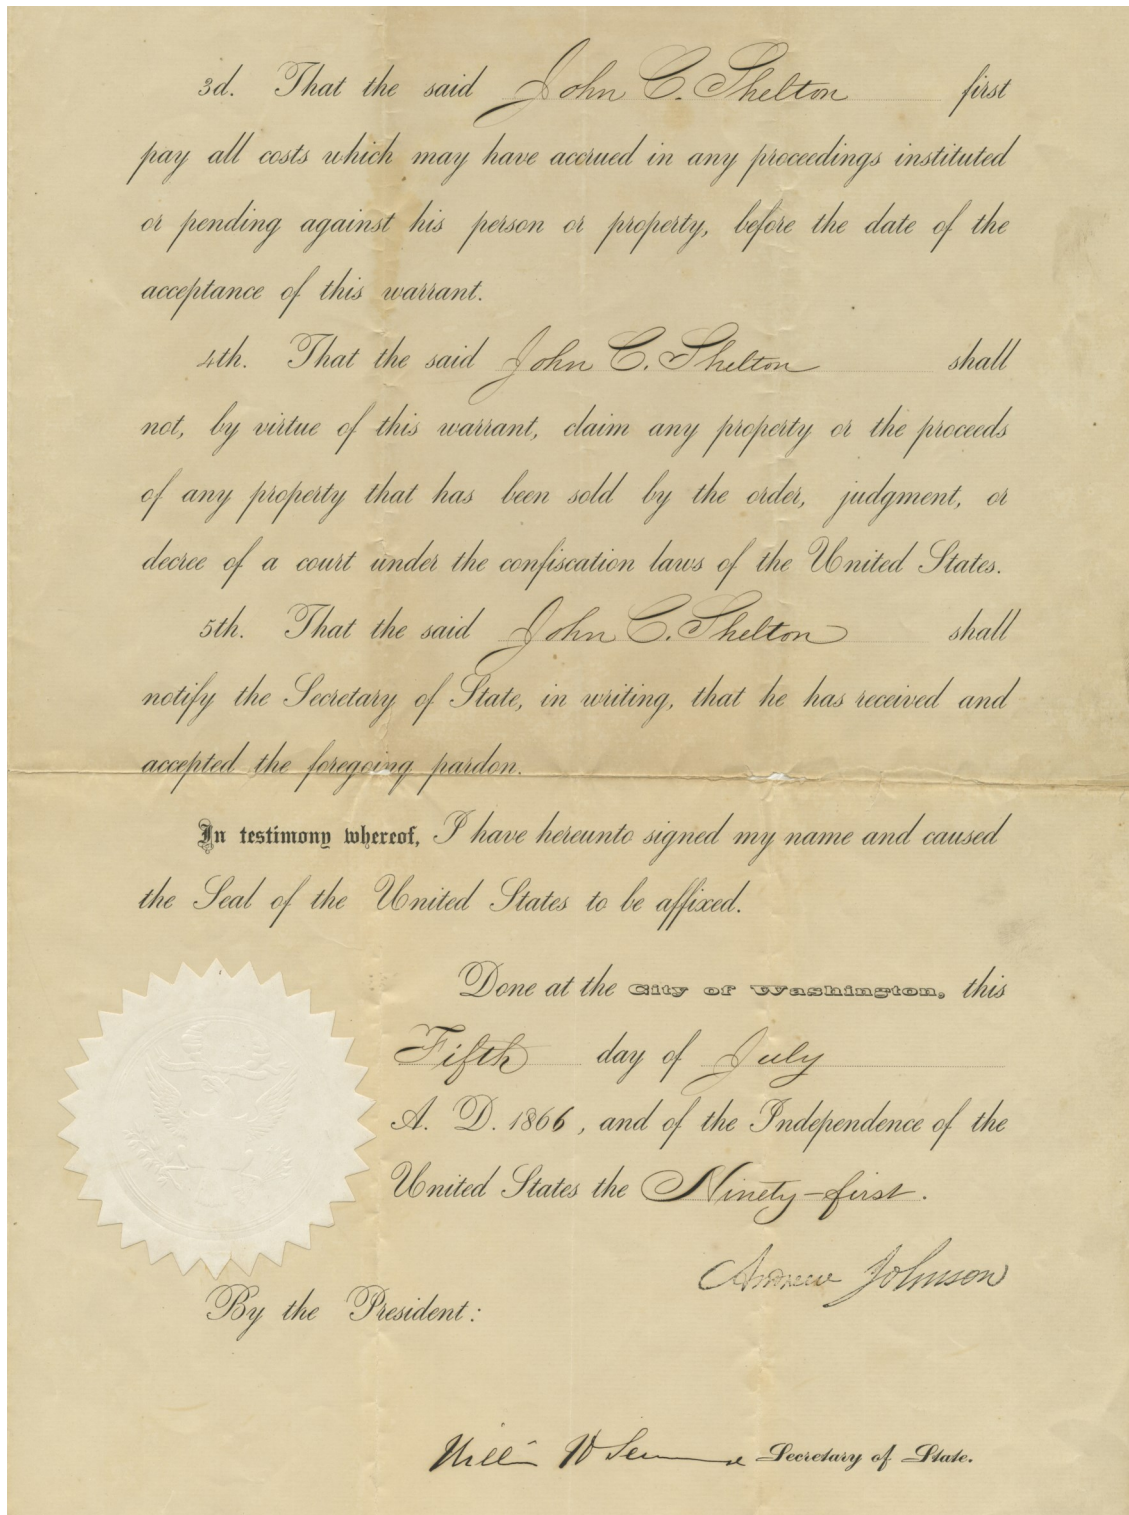 3d. That the said John C. Shelton first
pay all costs which may have accrued in any proceedings instituted
or pending against his person or property, before the date of the
acceptance of this warrant.
4th. That the said John C. Shelton shall
not, by virtue of this warrant, claim any property or the proceeds
of any property that has been sold by the order, judgment, or
decree of a court under the confiscation laws of the United States.
5th. That the said John C. Shelton shall
notify the Secretary of State, in writing, that he has received and
accepted the foregoing pardon.
In testimony whereof, I have hereunto signed my name and caused
the Seal of the United States to be affixed.
Done at the City of Washington, this
Fifth day of July
A. D. 1866, and of the Independence of the
United States the Ninety-first.
Andrew Johnson
By the President:
Willi W Seward Secretary of State.